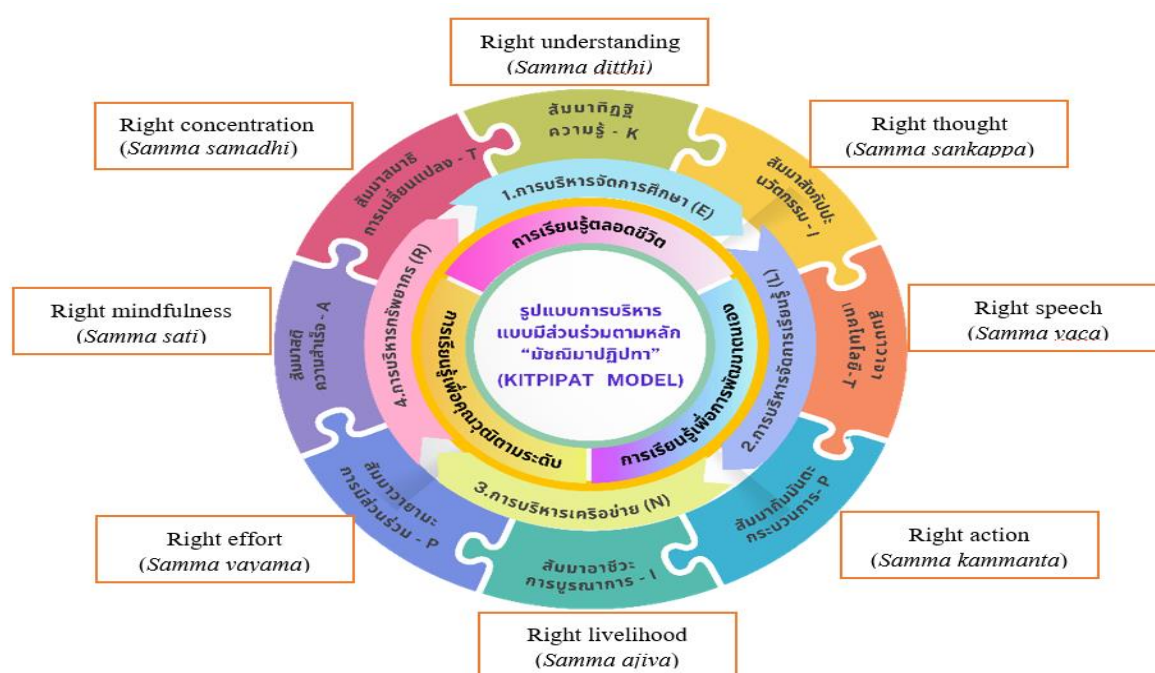 Right understanding
(Samma ditthi)
Right concentration
(Samma samadhi)
Right thought
(Samma sankappa)
Right mindfulness
(Samma sati)
Right speech
(Samma vaca)
Right effort
(Samma vayama)
Right action
(Samma kammanta)
Right livelihood
(Samma ajiva)
สัมมาทิฏฐิ
ความรู้ - K
สัมมาสังกัปปะ
นวัตกรรม - I
สัมมาวาจา
เทคโนโลยี - T
สัมมากัมมันตะ
กระบวนการ- P
สัมมาอาชีวะ
การบูรณาการ - I
สัมมาวายามะ
การมีส่วนร่วม - P
สัมมาสติ
ความสำเร็จ - A
สัมมาสมาธิ
การเปลี่ยนแปลง - T
1.การบริหารจัดการศึกษา (E)
2.การบริหารจัดการเรียนรู้ (L)
3.การบริหารเครือข่าย (N)
4.การบริหารทรัพยากร (R)
การเรียนรู้ตลอดชีวิต
การเรียนรู้เพื่อการพัฒนาตนเอง
การเรียนรู้เพื่อคุณวุฒิตามระดับ
รูปแบบการบริหาร
แบบมีส่วนร่วมตามหลัก
“มัชฌิมาปฏิปทา”
(KITPIPAT MODEL)